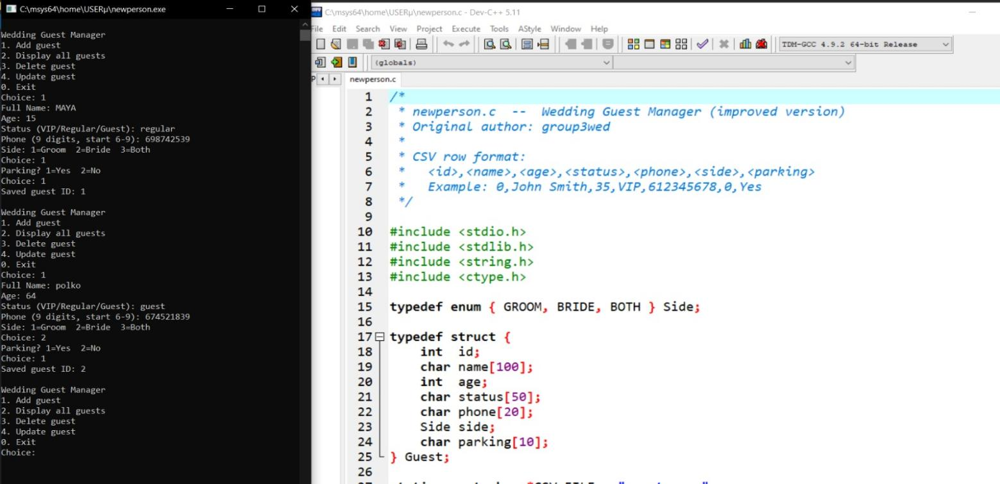 C:\msys64\home\USERµ\newperson.exe
Wedding Guest Manager
1. Add guest
2. Display all guests
3. Delete guest
4. Update guest
0. Exit
Choice: 1
Full Name: MAYA
Age: 15
Status (VIP/Regular/Guest): regular
Phone (9 digits, start 6-9): 698742539
Side: 1=Groom  2=Bride  3=Both
Choice: 1
Parking? 1=Yes  2=No
Choice: 1
Saved guest ID: 1
Wedding Guest Manager
1. Add guest
2. Display all guests
3. Delete guest
4. Update guest
0. Exit
Choice: 1
Full Name: polko
Age: 64
Status (VIP/Regular/Guest): guest
Phone (9 digits, start 6-9): 674521839
Side: 1=Groom  2=Bride  3=Both
Choice: 2
Parking? 1=Yes  2=No
Choice: 1
Saved guest ID: 2
Wedding Guest Manager
1. Add guest
2. Display all guests
3. Delete guest
4. Update guest
0. Exit
Choice:
C:\msys64\home\USERµ\newperson.c - Dev-C++ 5.11
File Edit Search View Project Execute Tools AStyle Window Help
TDM-GCC 4.9.2 64-bit Release
(globals)
newperson.c
1 /*
2  * newperson.c  --  Wedding Guest Manager (improved version)
3  * Original author: group3wed
4  *
5  * CSV row format:
6  *   <id>,<name>,<age>,<status>,<phone>,<side>,<parking>
7  *   Example: 0,John Smith,35,VIP,612345678,0,Yes
8  */
9
10 #include <stdio.h>
11 #include <stdlib.h>
12 #include <string.h>
13 #include <ctype.h>
14
15 typedef enum { GROOM, BRIDE, BOTH } Side;
16
17 typedef struct {
18     int  id;
19     char name[100];
20     int  age;
21     char status[50];
22     char phone[20];
23     Side side;
24     char parking[10];
25 } Guest;
26